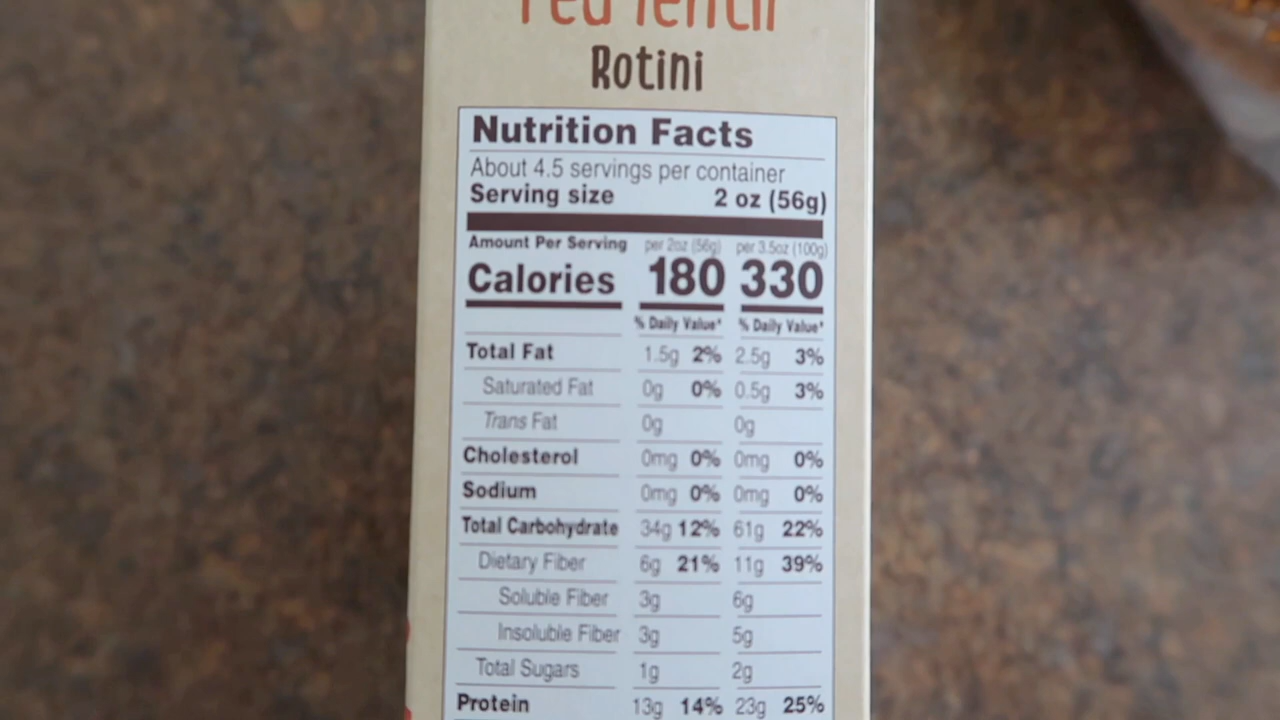 red lentil
Rotini
Nutrition Facts
About 4.5 servings per container
Serving size 2 oz (56g)
Amount Per Serving per 2oz (56g) per 3.5oz (100g)
Calories 180 330
% Daily Value* % Daily Value*
Total Fat 1.5g 2% 2.5g 3%
Saturated Fat 0g 0% 0.5g 3%
Trans Fat 0g 0g
Cholesterol 0mg 0% 0mg 0%
Sodium 0mg 0% 0mg 0%
Total Carbohydrate 34g 12% 61g 22%
Dietary Fiber 6g 21% 11g 39%
Soluble Fiber 3g 6g
Insoluble Fiber 3g 5g
Total Sugars 1g 2g
Protein 13g 14% 23g 25%